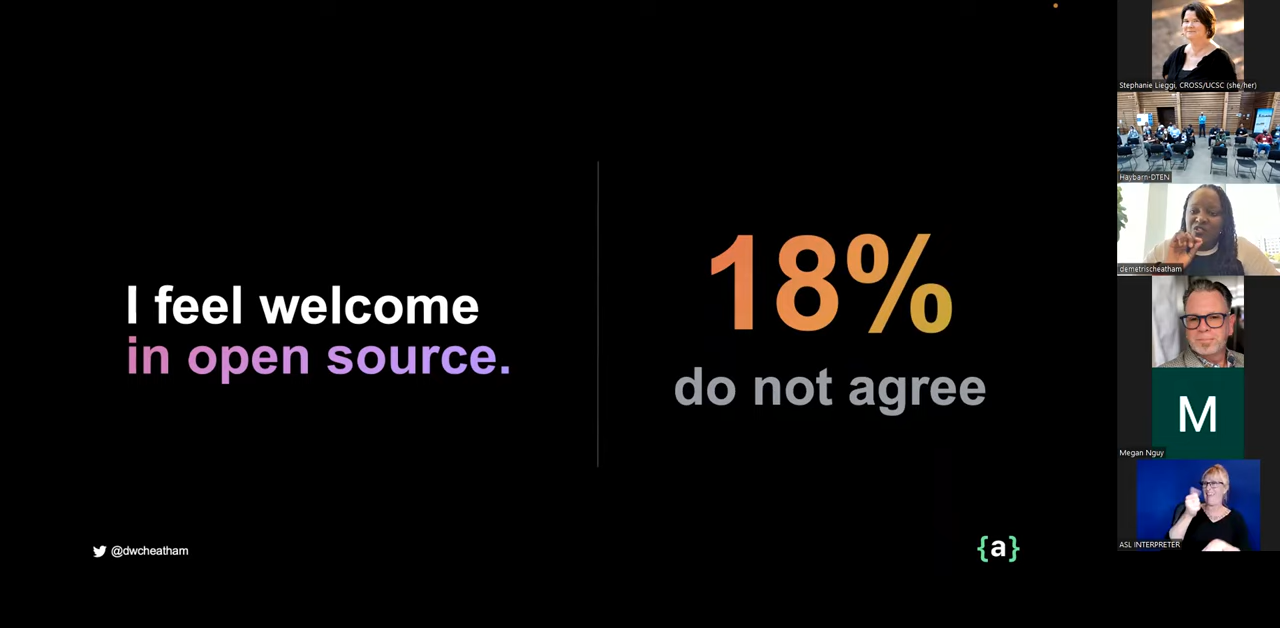 I feel welcome
in open source.
18%
do not agree
@dwcheatham
{a}
Stephanie Lieggi, CROSS/UCSC (she/her)
Haybarn-DTEN
demetrischeatham
M
Megan Nguy
ASL INTERPRETER